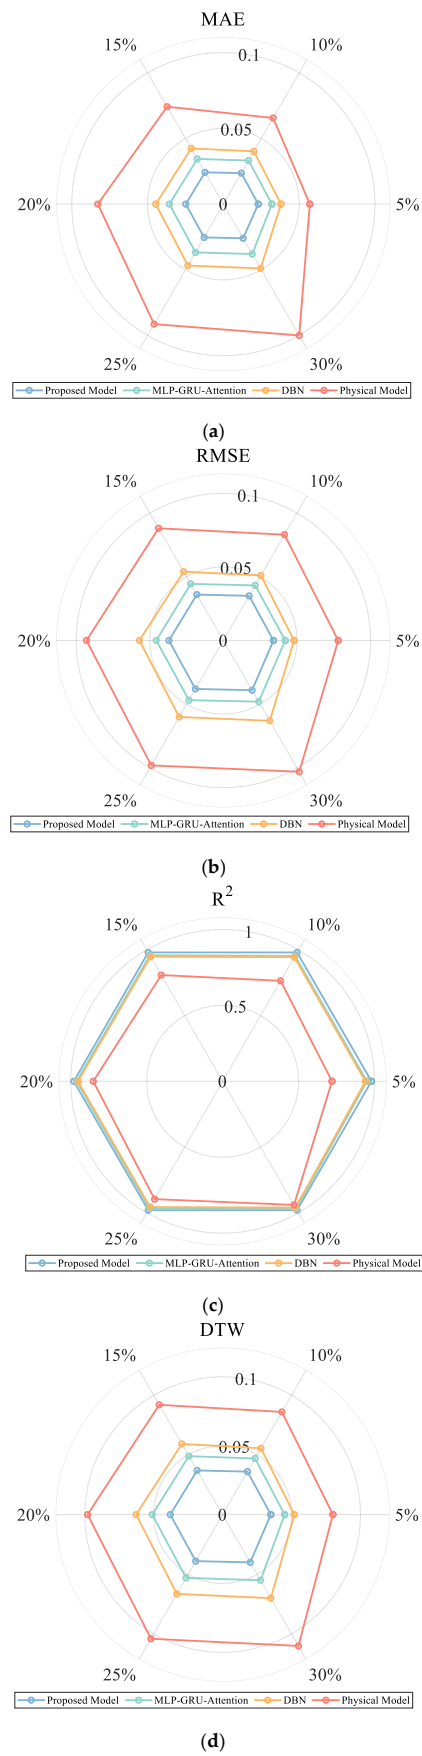 MAE
15% 10%
0.1
0.05
20% 0 5%
25% 30%
Proposed Model MLP-GRU-Attention DBN Physical Model
(a)
RMSE
15% 10%
0.1
0.05
20% 0 5%
25% 30%
Proposed Model MLP-GRU-Attention DBN Physical Model
(b)
R²
15% 10%
1
0.5
20% 0 5%
25% 30%
Proposed Model MLP-GRU-Attention DBN Physical Model
(c)
DTW
15% 10%
0.1
0.05
20% 0 5%
25% 30%
Proposed Model MLP-GRU-Attention DBN Physical Model
(d)